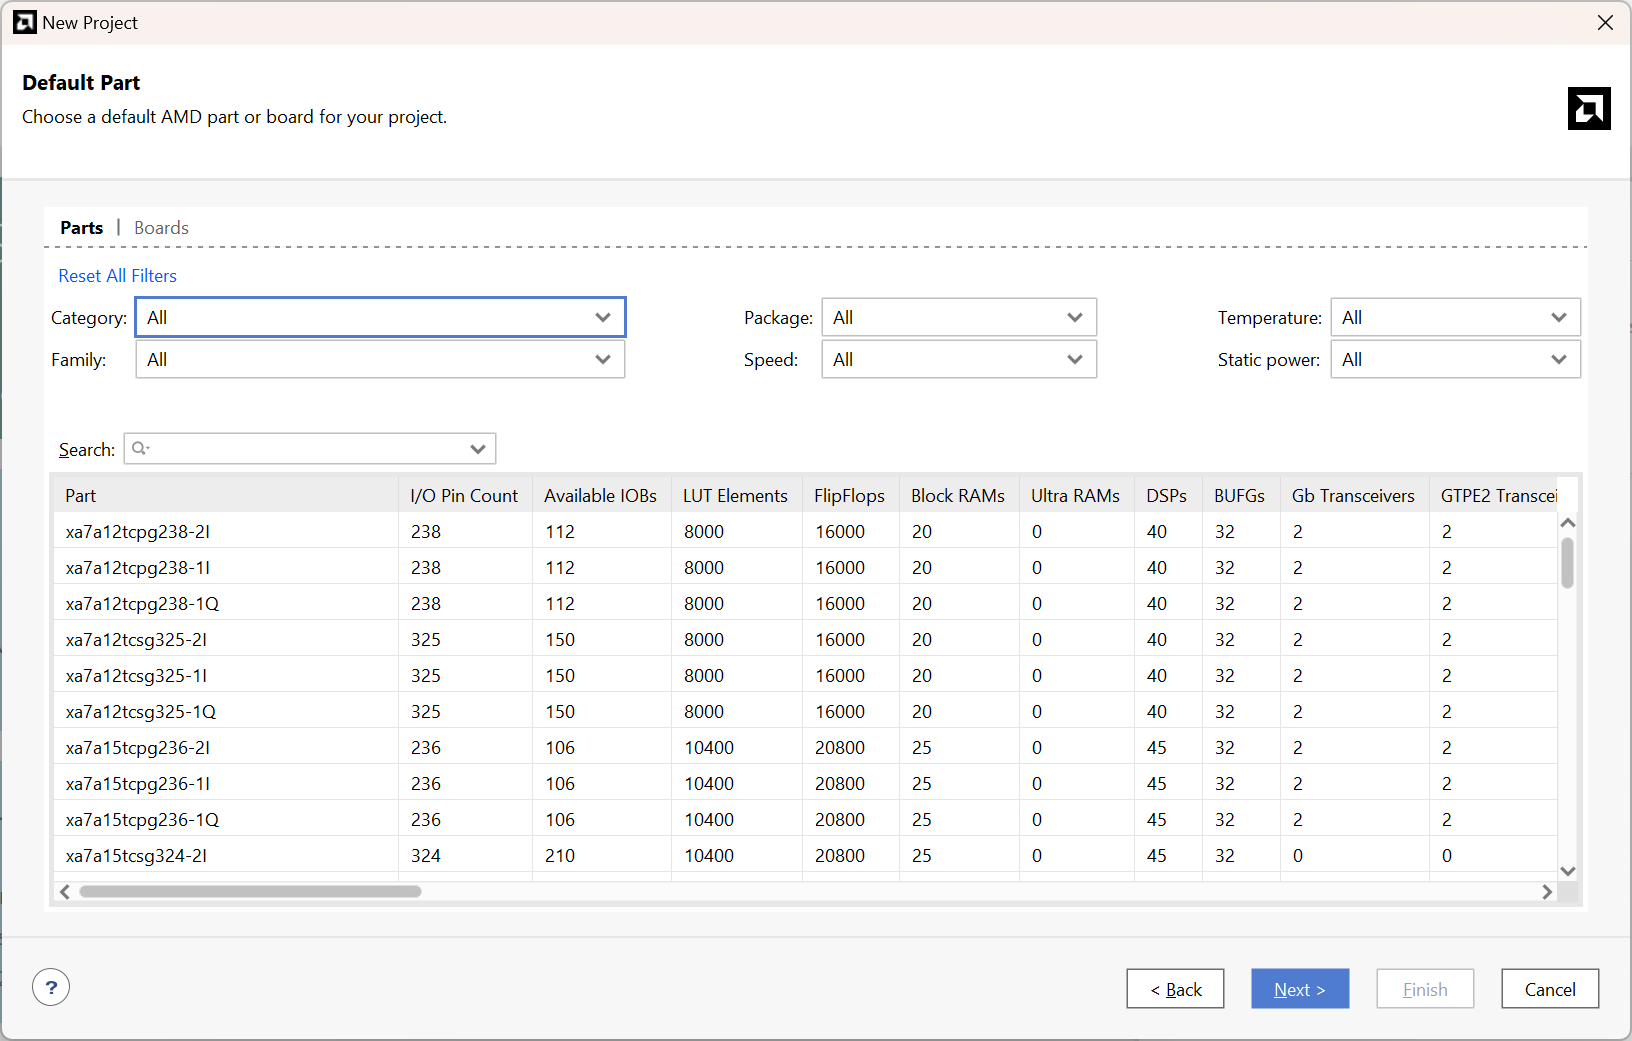 New Project
Default Part
Choose a default AMD part or board for your project.
Parts | Boards
Reset All Filters
Category: All Package: All Temperature: All
Family: All Speed: All Static power: All
Search:
Part I/O Pin Count Available IOBs LUT Elements FlipFlops Block RAMs Ultra RAMs DSPs BUFGs Gb Transceivers GTPE2 Transcei
xa7a12tcpg238-2I 238 112 8000 16000 20 0 40 32 2 2
xa7a12tcpg238-1I 238 112 8000 16000 20 0 40 32 2 2
xa7a12tcpg238-1Q 238 112 8000 16000 20 0 40 32 2 2
xa7a12tcsg325-2I 325 150 8000 16000 20 0 40 32 2 2
xa7a12tcsg325-1I 325 150 8000 16000 20 0 40 32 2 2
xa7a12tcsg325-1Q 325 150 8000 16000 20 0 40 32 2 2
xa7a15tcpg236-2I 236 106 10400 20800 25 0 45 32 2 2
xa7a15tcpg236-1I 236 106 10400 20800 25 0 45 32 2 2
xa7a15tcpg236-1Q 236 106 10400 20800 25 0 45 32 2 2
xa7a15tcsg324-2I 324 210 10400 20800 25 0 45 32 0 0
? < Back Next > Finish Cancel